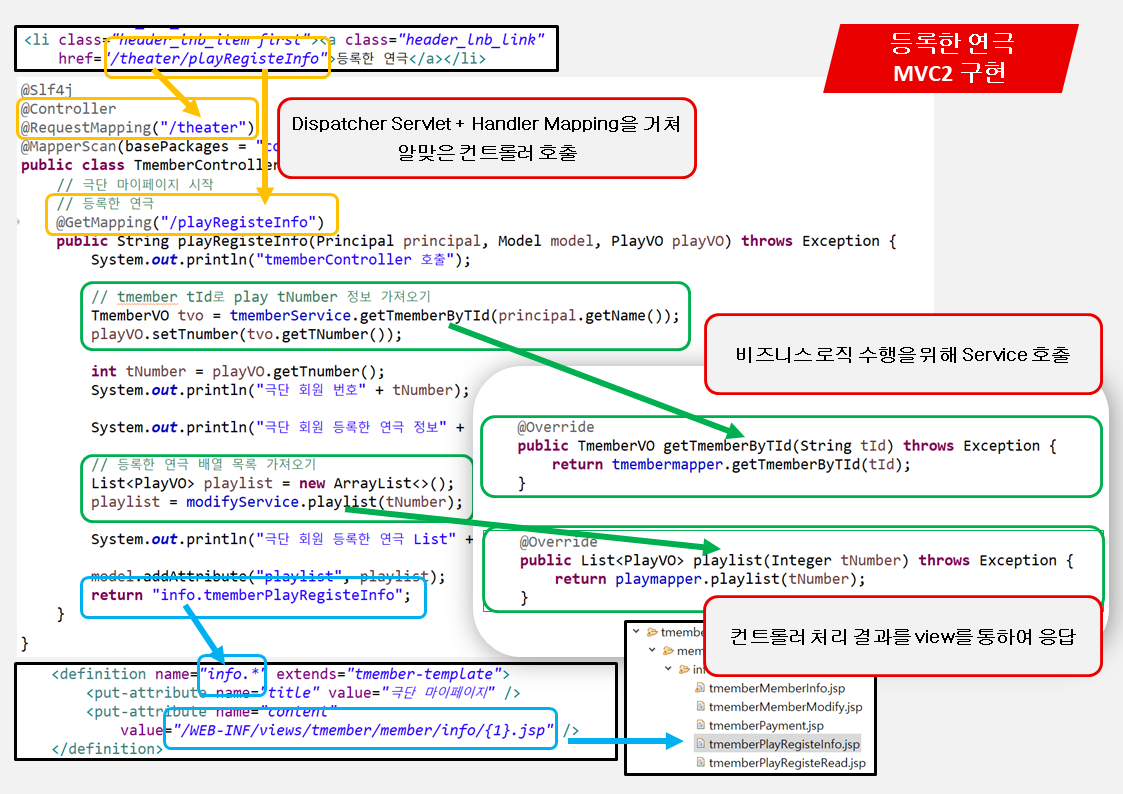 <li class="header_lnb_item first"><a class="header_lnb_link"
href="/theater/playRegisteInfo">등록한 연극</a></li>
등록한 연극
MVC2 구현
@Slf4j
@Controller
@RequestMapping("/theater")
@MapperScan(basePackages = "co
public class TmemberController
Dispatcher Servlet + Handler Mapping을 거쳐
알맞은 컨트롤러 호출
// 극단 마이페이지 시작
// 등록한 연극
@GetMapping("/playRegisteInfo")
public String playRegisteInfo(Principal principal, Model model, PlayVO playVO) throws Exception {
System.out.println("tmemberController 호출");
// tmember tId로 play tNumber 정보 가져오기
TmemberVO tvo = tmemberService.getTmemberByTId(principal.getName());
playVO.setTnumber(tvo.getTNumber());
비즈니스 로직 수행을 위해 Service 호출
int tNumber = playVO.getTnumber();
System.out.println("극단 회원 번호" + tNumber);
System.out.println("극단 회원 등록한 연극 정보" +
@Override
public TmemberVO getTmemberByTId(String tId) throws Exception {
return tmembermapper.getTmemberByTId(tId);
}
// 등록한 연극 배열 목록 가져오기
List<PlayVO> playlist = new ArrayList<>();
playlist = modifyService.playlist(tNumber);
System.out.println("극단 회원 등록한 연극 List" +
@Override
public List<PlayVO> playlist(Integer tNumber) throws Exception {
return playmapper.playlist(tNumber);
}
model.addAttribute("playlist", playlist);
return "info.tmemberPlayRegisteInfo";
}
}
컨트롤러 처리 결과를 view를 통하여 응답
<definition name="info.*" extends="tmember-template">
<put-attribute name="title" value="극단 마이페이지" />
<put-attribute name="content"
value="/WEB-INF/views/tmember/member/info/{1}.jsp" />
</definition>
tmembe
mem
in
tmemberMemberInfo.jsp
tmemberMemberModify.jsp
tmemberPayment.jsp
tmemberPlayRegisteInfo.jsp
tmemberPlayRegisteRead.jsp